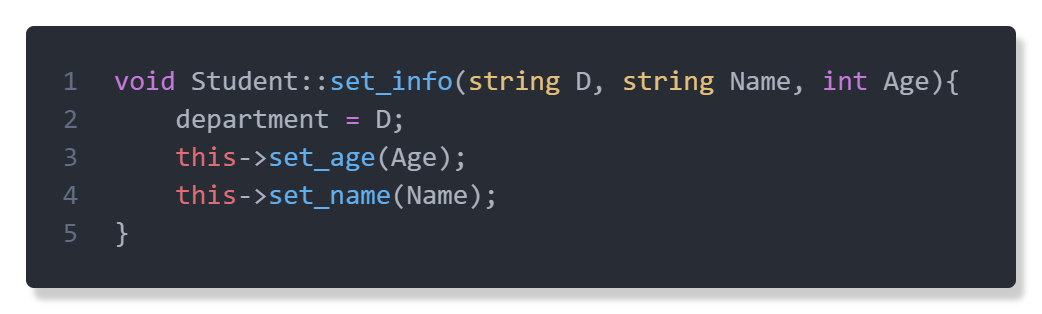 1 void Student::set_info(string D, string Name, int Age){
2     department = D;
3     this->set_age(Age);
4     this->set_name(Name);
5 }